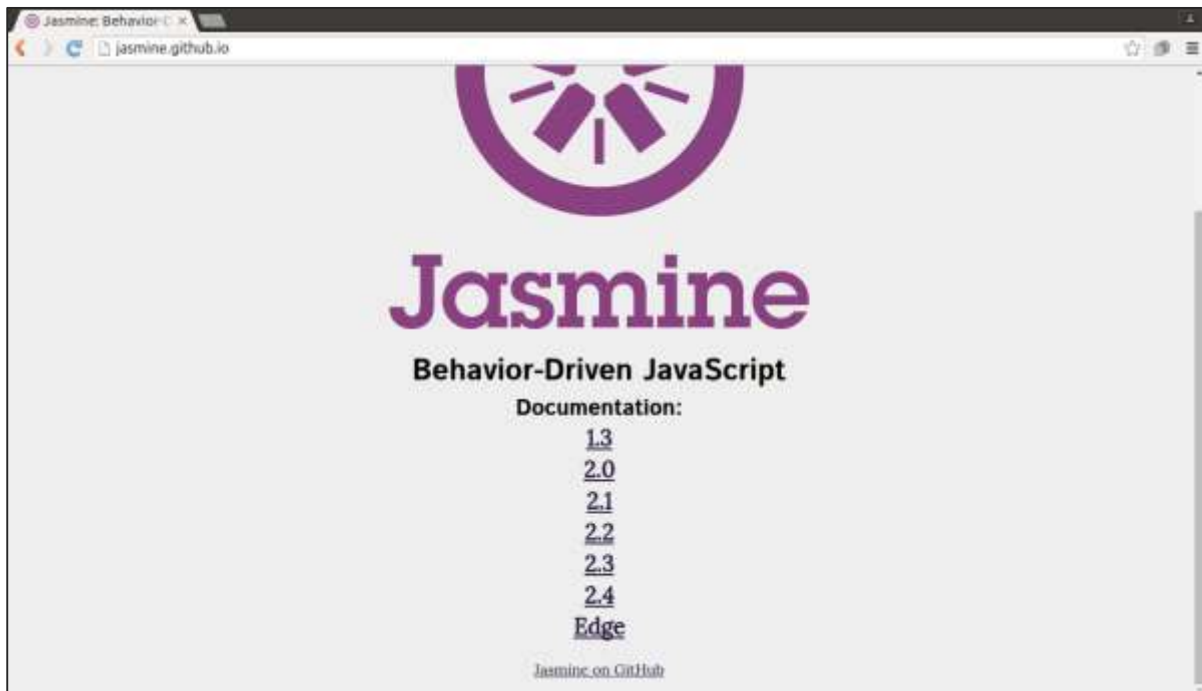 Jasmine: Behavior-D
jasmine.github.io
Jasmine
Behavior-Driven JavaScript
Documentation:
1.3
2.0
2.1
2.2
2.3
2.4
Edge
Jasmine on GitHub